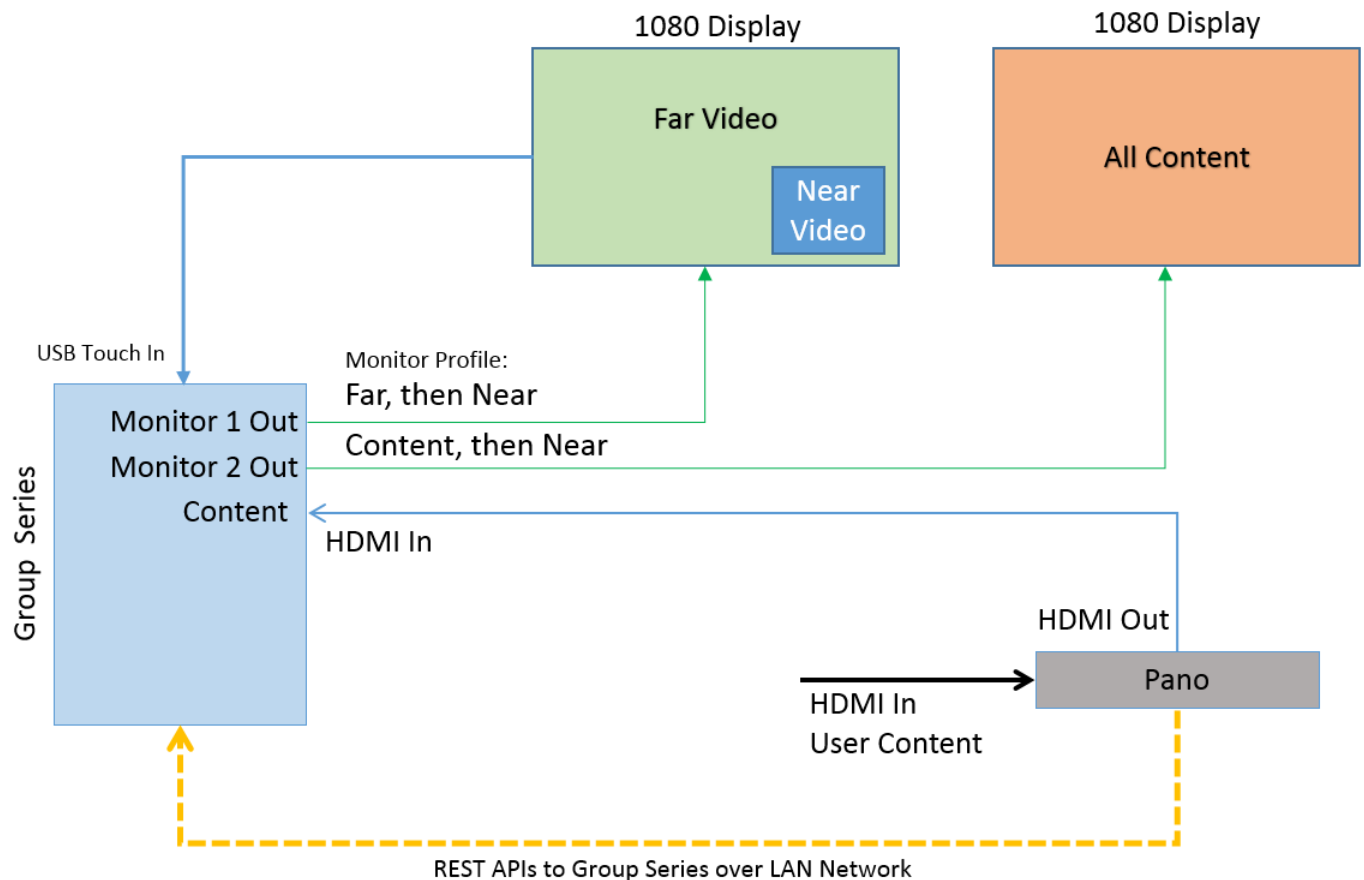 1080 Display
1080 Display
Far Video
Near
Video
All Content
USB Touch In
Monitor Profile:
Far, then Near
Monitor 1 Out
Content, then Near
Monitor 2 Out
Content
HDMI In
Group Series
HDMI Out
Pano
HDMI In
User Content
REST APIs to Group Series over LAN Network